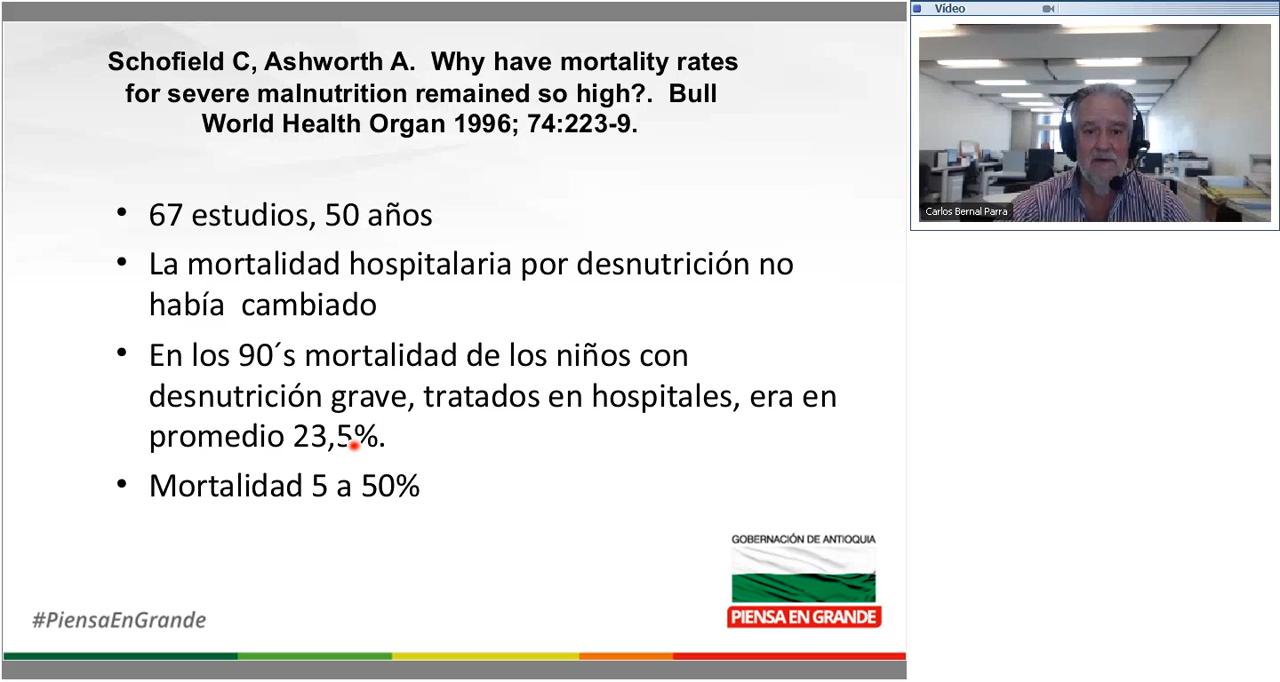 Schofield C, Ashworth A.  Why have mortality rates
for severe malnutrition remained so high?.  Bull
World Health Organ 1996; 74:223-9.
• 67 estudios, 50 años
• La mortalidad hospitalaria por desnutrición no
había  cambiado
• En los 90´s mortalidad de los niños con
desnutrición grave, tratados en hospitales, era en
promedio 23,5%.
• Mortalidad 5 a 50%
GOBERNACIÓN DE ANTIOQUIA
PIENSA EN GRANDE
#PiensaEnGrande
Vídeo
Carlos Bernal Parra